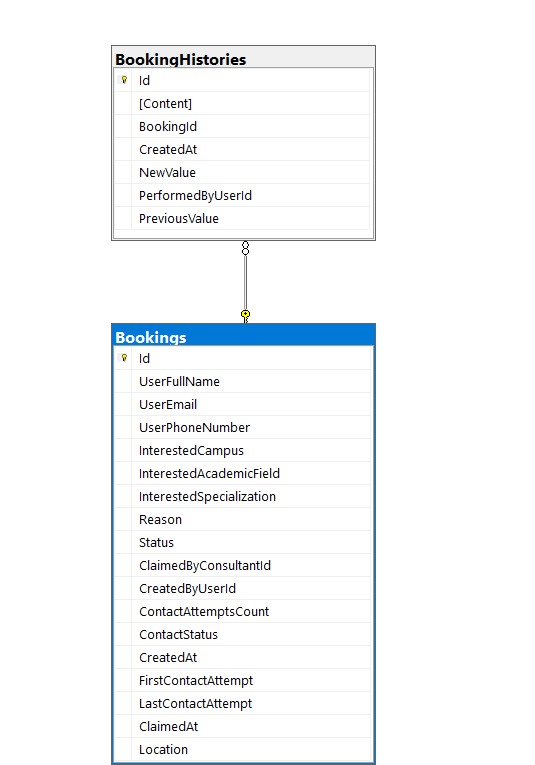 BookingHistories
Id
[Content]
BookingId
CreatedAt
NewValue
PerformedByUserId
PreviousValue
Bookings
Id
UserFullName
UserEmail
UserPhoneNumber
InterestedCampus
InterestedAcademicField
InterestedSpecialization
Reason
Status
ClaimedByConsultantId
CreatedByUserId
ContactAttemptsCount
ContactStatus
CreatedAt
FirstContactAttempt
LastContactAttempt
ClaimedAt
Location